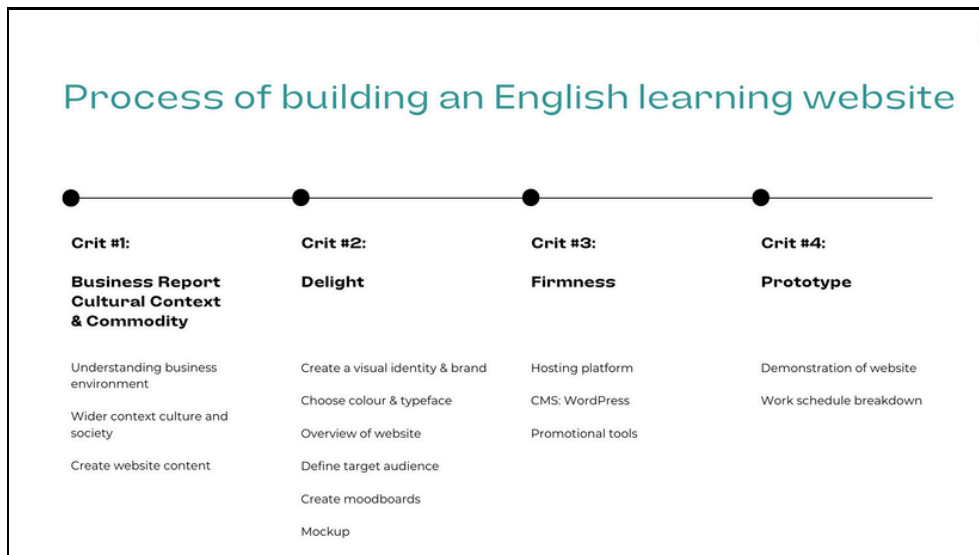 Process of building an English learning website
Crit #1:
Business Report
Cultural Context
& Commodity
Understanding business
environment
Wider context culture and
society
Create website content
Crit #2:
Delight
Create a visual identity & brand
Choose colour & typeface
Overview of website
Define target audience
Create moodboards
Mockup
Crit #3:
Firmness
Hosting platform
CMS: WordPress
Promotional tools
Crit #4:
Prototype
Demonstration of website
Work schedule breakdown